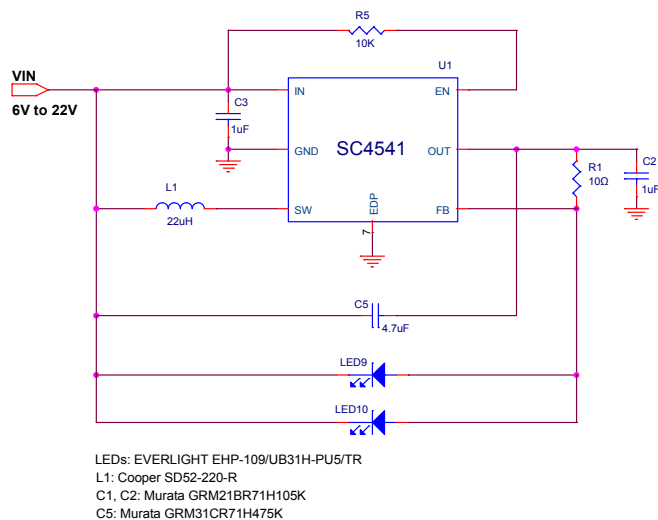 R5
10K
VIN
6V to 22V
U1
C3
1uF
IN
EN
GND
SC4541
OUT
R1
10Ω
C2
1uF
L1
22uH
SW
EDP
FB
7
C5
4.7uF
LED9
LED10
LEDs: EVERLIGHT EHP-109/UB31H-PU5/TR
L1: Cooper SD52-220-R
C1, C2: Murata GRM21BR71H105K
C5: Murata GRM31CR71H475K